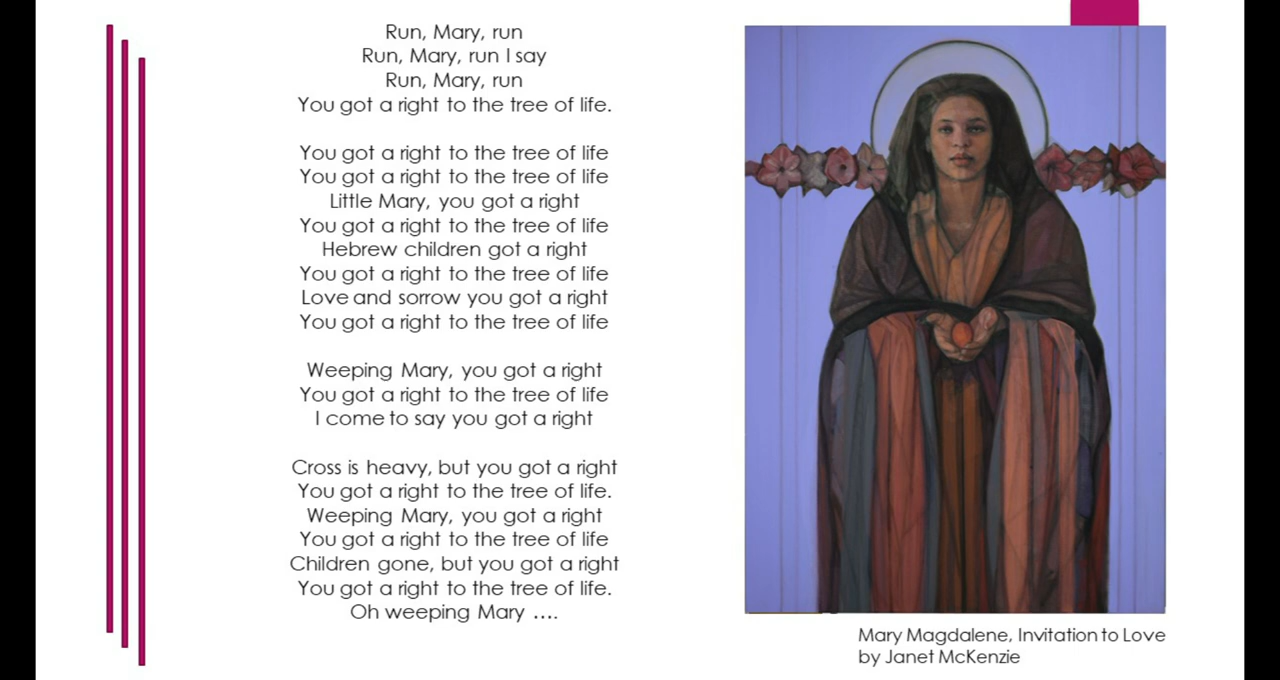 Run, Mary, run
Run, Mary, run I say
Run, Mary, run
You got a right to the tree of life.
You got a right to the tree of life
You got a right to the tree of life
Little Mary, you got a right
You got a right to the tree of life
Hebrew children got a right
You got a right to the tree of life
Love and sorrow you got a right
You got a right to the tree of life
Weeping Mary, you got a right
You got a right to the tree of life
I come to say you got a right
Cross is heavy, but you got a right
You got a right to the tree of life.
Weeping Mary, you got a right
You got a right to the tree of life
Children gone, but you got a right
You got a right to the tree of life.
Oh weeping Mary ....
Mary Magdalene, Invitation to Love
by Janet McKenzie